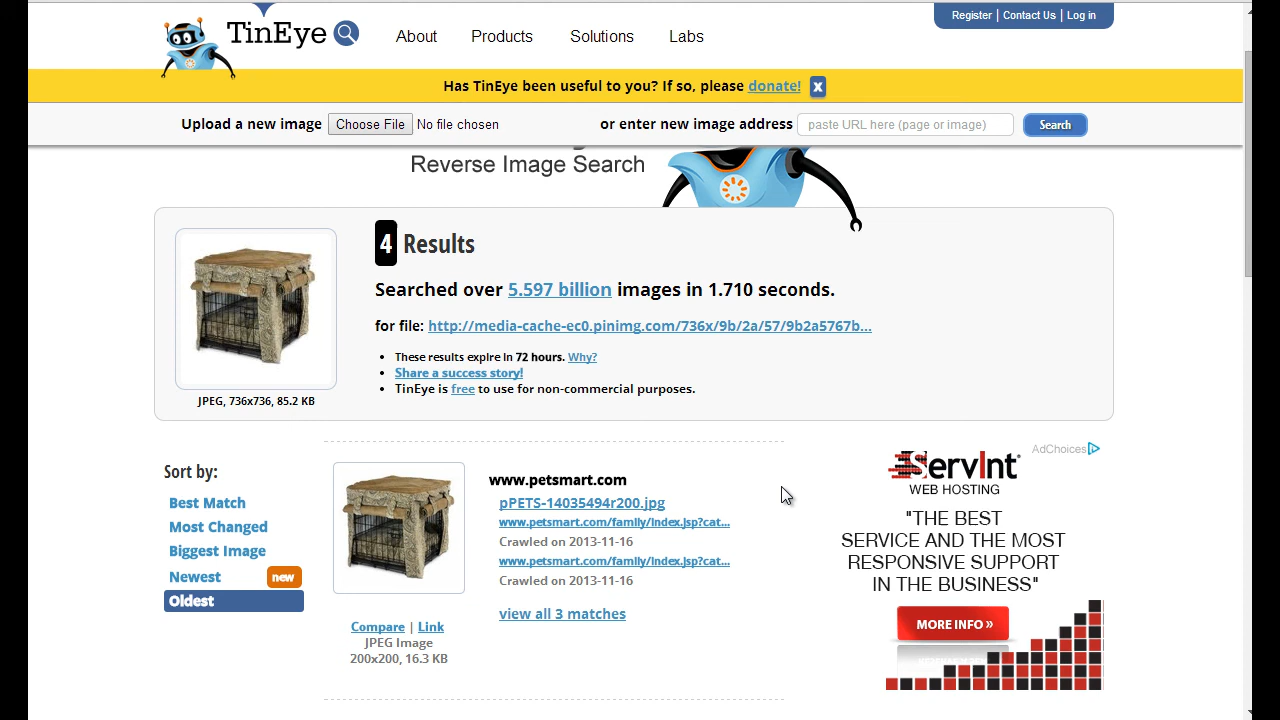 Register | Contact Us | Log in
TinEye
About
Products
Solutions
Labs
Has TinEye been useful to you? If so, please donate! x
Upload a new image Choose File No file chosen
or enter new image address paste URL here (page or image) Search
Reverse Image Search
4 Results
Searched over 5.597 billion images in 1.710 seconds.
for file: http://media-cache-ec0.pinimg.com/736x/9b/2a/57/9b2a5767b...
• These results expire in 72 hours. Why?
• Share a success story!
• TinEye is free to use for non-commercial purposes.
JPEG, 736x736, 85.2 KB
Sort by:
Best Match
Most Changed
Biggest Image
Newest new
Oldest
www.petsmart.com
pPETS-14035494r200.jpg
www.petsmart.com/family/index.jsp?cat...
Crawled on 2013-11-16
www.petsmart.com/family/index.jsp?cat...
Crawled on 2013-11-16
view all 3 matches
Compare | Link
JPEG Image
200x200, 16.3 KB
AdChoices
ServInt
WEB HOSTING
"THE BEST
SERVICE AND THE MOST
RESPONSIVE SUPPORT
IN THE BUSINESS"
MORE INFO »